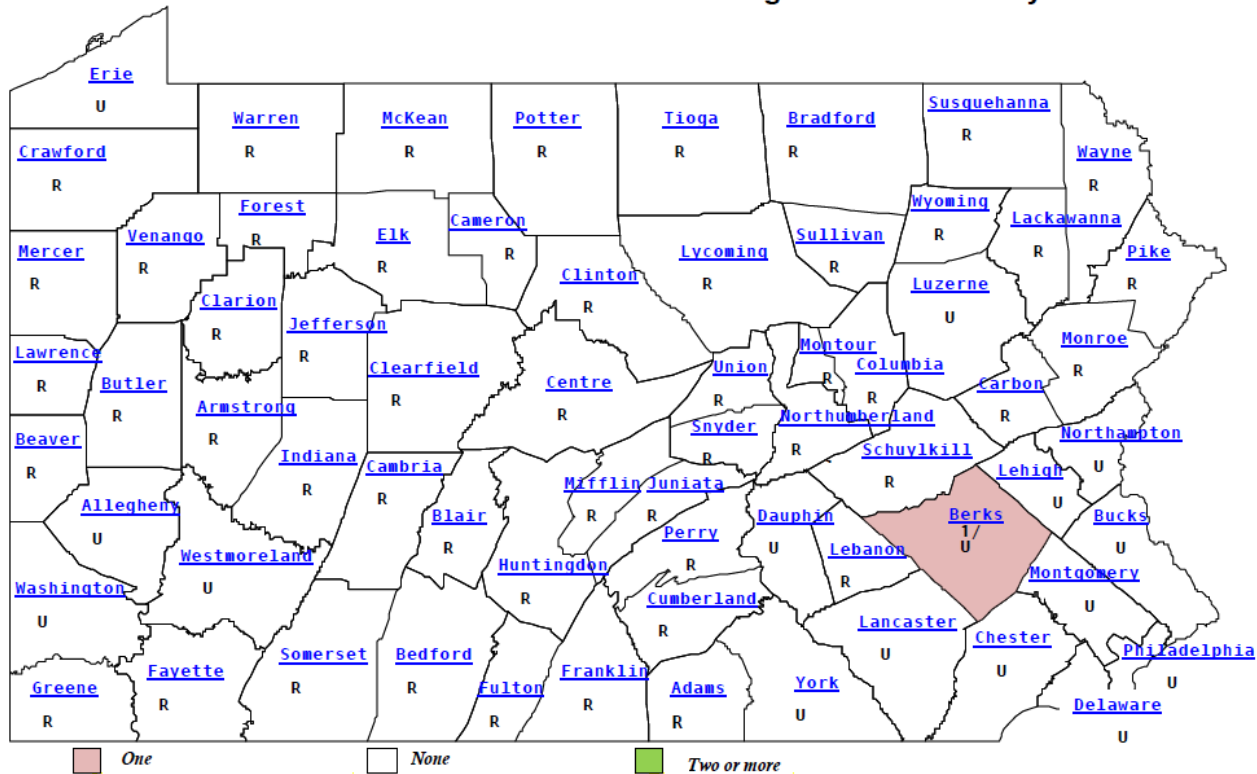 Erie
U
Warren
R
McKean
R
Potter
R
Tioga
R
Bradford
R
Susquehanna
R
Crawford
R
Wayne
R
Forest
R
Venango
R
Elk
R
Cameron
R
Clinton
R
Lycoming
R
Sullivan
R
Wyoming
R
Lackawanna
R
Pike
R
Mercer
R
Clarion
R
Jefferson
R
Luzerne
U
Lawrence
R
Butler
R
Armstrong
R
Clearfield
R
Centre
R
Union
R
Montour
R
Columbia
R
Carbon
R
Monroe
R
Beaver
R
Indiana
R
Cambria
R
Snyder
R
Northumberland
R
Schuylkill
R
Lehigh
U
Northampton
U
Allegheny
U
Westmoreland
U
Blair
R
Huntingdon
R
Mifflin
R
Juniata
R
Perry
R
Dauphin
U
Lebanon
R
Berks
1 /
U
Bucks
U
Montgomery
U
Washington
U
Cumberland
R
Lancaster
U
Chester
U
Philadelphia
U
Greene
R
Fayette
R
Somerset
R
Bedford
R
Fulton
R
Franklin
R
Adams
R
York
U
Delaware
U
One
None
Two or more